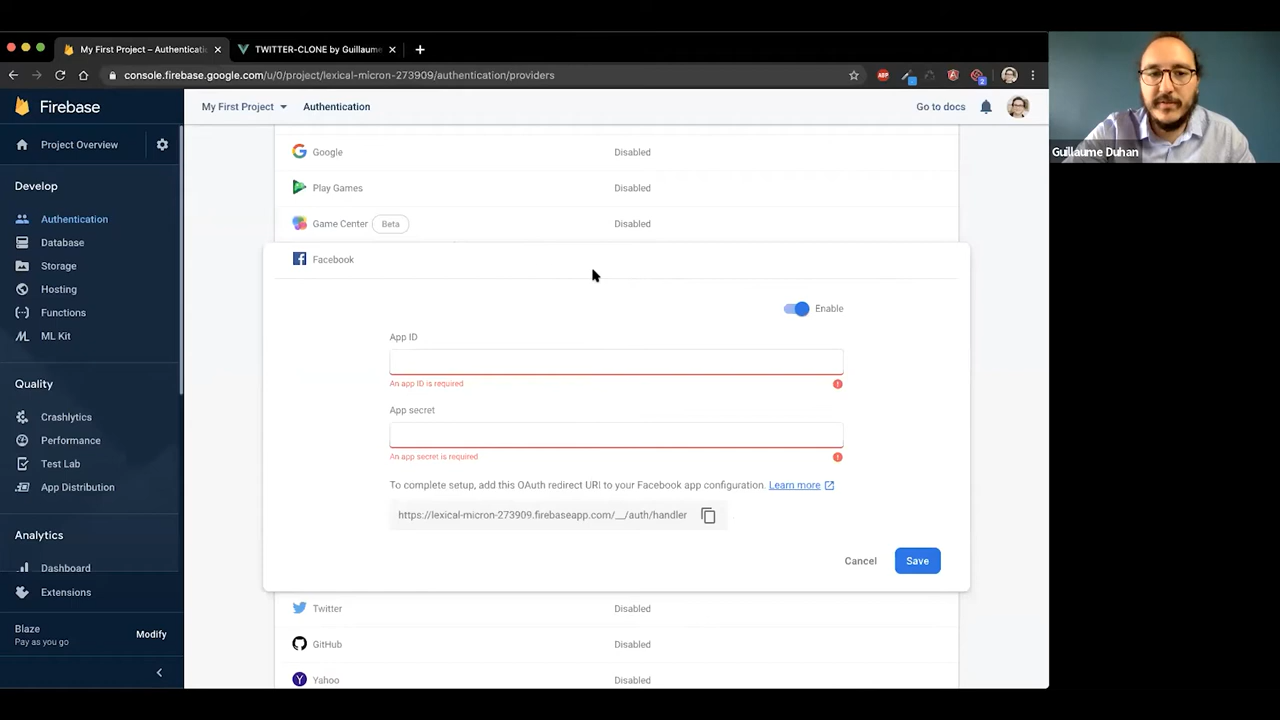 My First Project – Authenticatic
TWITTER-CLONE by Guillaume
console.firebase.google.com/u/0/project/lexical-micron-273909/authentication/providers
ABP
2
Firebase
My First Project
Authentication
Go to docs
Guillaume Duhan
Project Overview
Develop
Authentication
Database
Storage
Hosting
Functions
ML Kit
Quality
Crashlytics
Performance
Test Lab
App Distribution
Analytics
Dashboard
Extensions
Blaze
Pay as you go
Modify
Google
Disabled
Play Games
Disabled
Game Center
Beta
Disabled
Facebook
Enable
App ID
An app ID is required
App secret
An app secret is required
To complete setup, add this OAuth redirect URI to your Facebook app configuration. Learn more
https://lexical-micron-273909.firebaseapp.com/__/auth/handler
Cancel
Save
Twitter
Disabled
GitHub
Disabled
Yahoo
Disabled